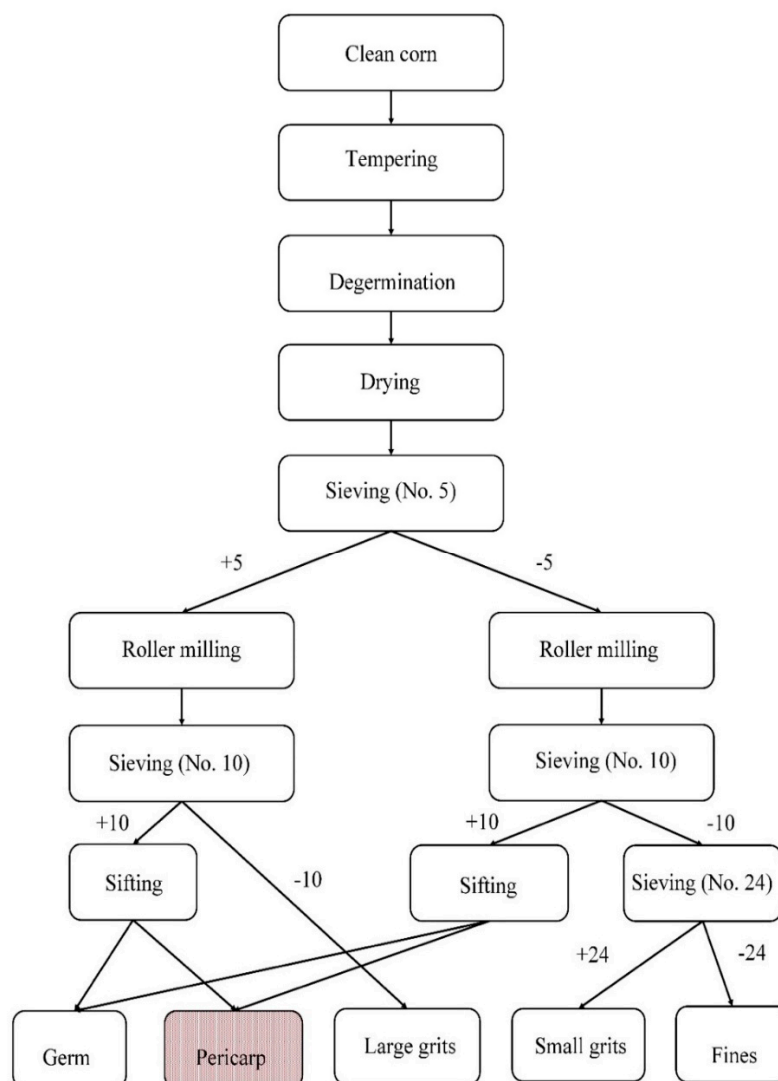 Clean corn
Tempering
Degermination
Drying
Sieving (No. 5)
+5
-5
Roller milling
Roller milling
Sieving (No. 10)
Sieving (No. 10)
+10
+10
-10
Sifting
-10
Sifting
Sieving (No. 24)
+24
-24
Germ
Pericarp
Large grits
Small grits
Fines